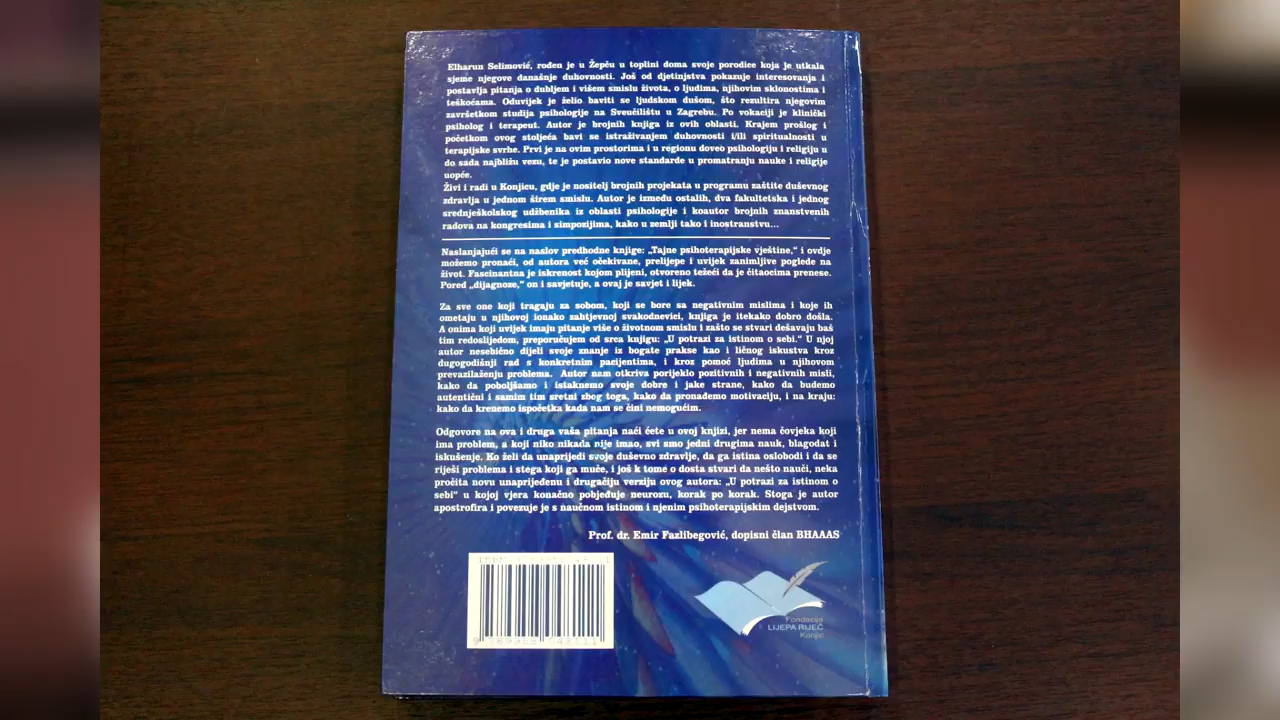 Elharun Selimović, rođen je u Žepču u toplini doma svoje porodice koja je utkala
sjeme njegove današnje duhovnosti. Još od djetinjstva pokazuje interesovanja i
postavlja pitanja o dubljem i višem smislu života, o ljudima, njihovim sklonostima i
teškoćama. Oduvijek je želio baviti se ljudskom dušom, što rezultira njegovim
završetkom studija psihologije na Sveučilištu u Zagrebu. Po vokaciji je klinički
psiholog i terapeut. Autor je brojnih knjiga iz ovih oblasti. Krajem prošlog i
početkom ovog stoljeća bavi se istraživanjem duhovnosti i/ili spiritualnosti u
terapijske svrhe. Prvi je na ovim prostorima i u regionu doveo psihologiju i religiju u
do sada najbližu vezu, te je postavio nove standarde u promatranju nauke i religije
uopće.
Živi i radi u Konjicu, gdje je nositelj brojnih projekata u programu zaštite duševnog
zdravlja u jednom širem smislu. Autor je između ostalih, dva fakultetska i jednog
srednješkolskog udžbenika iz oblasti psihologije i koautor brojnih znanstvenih
radova na kongresima i simpozijima, kako u zemlji tako i inostranstvu...
Naslanjajući se na naslov predhodne knjige: „Tajne psihoterapijske vještine,“ i ovdje
možemo pronaći, od autora već očekivane, prelijepe i uvijek zanimljive poglede na
život. Fascinantna je iskrenost kojom plijeni, otvoreno težeći da je čitaocima prenese.
Pored „dijagnoze,“ on i savjetuje, a ovaj je savjet i lijek.
Za sve one koji tragaju za sobom, koji se bore sa negativnim mislima i koje ih
ometaju u njihovoj ionako zahtjevnoj svakodnevici, knjiga je itekako dobro došla.
A onima koji uvijek imaju pitanje više o životnom smislu i zašto se stvari dešavaju baš
tim redoslijedom, preporučujem od srca knjigu: „U potrazi za istinom o sebi.“ U njoj
autor nesebično dijeli svoje znanje iz bogate prakse kao i ličnog iskustva kroz
dugogodišnji rad s konkretnim pacijentima, i kroz pomoć ljudima u njihovom
prevazilaženju problema. Autor nam otkriva porijeklo pozitivnih i negativnih misli,
kako da poboljšamo i istaknemo svoje dobre i jake strane, kako da budemo
autentični i samim tim sretni zbog toga, kako da pronađemo motivaciju, i na kraju:
kako da krenemo ispočetka kada nam se čini nemogućim.
Odgovore na ova i druga vaša pitanja naći ćete u ovoj knjizi, jer nema čovjeka koji
ima problem, a koji niko nikada nije imao, svi smo jedni drugima nauk, blagodat i
iskušenje. Ko želi da unaprijedi svoje duševno zdravlje, da ga istina oslobodi i da se
riješi problema i stega koji ga muče, i još k tome o dosta stvari da nešto nauči, neka
pročita novu unaprijeđenu i drugačiju verziju ovog autora: „U potrazi za istinom o
sebi“ u kojoj vjera konačno pobjeđuje neurozu, korak po korak. Stoga je autor
apostrofira i povezuje je s naučnom istinom i njenim psihoterapijskim dejstvom.
Prof. dr. Emir Fazlibegović, dopisni član BHAAAS
Fondacija
LIJEPA RIJEČ
Konjic